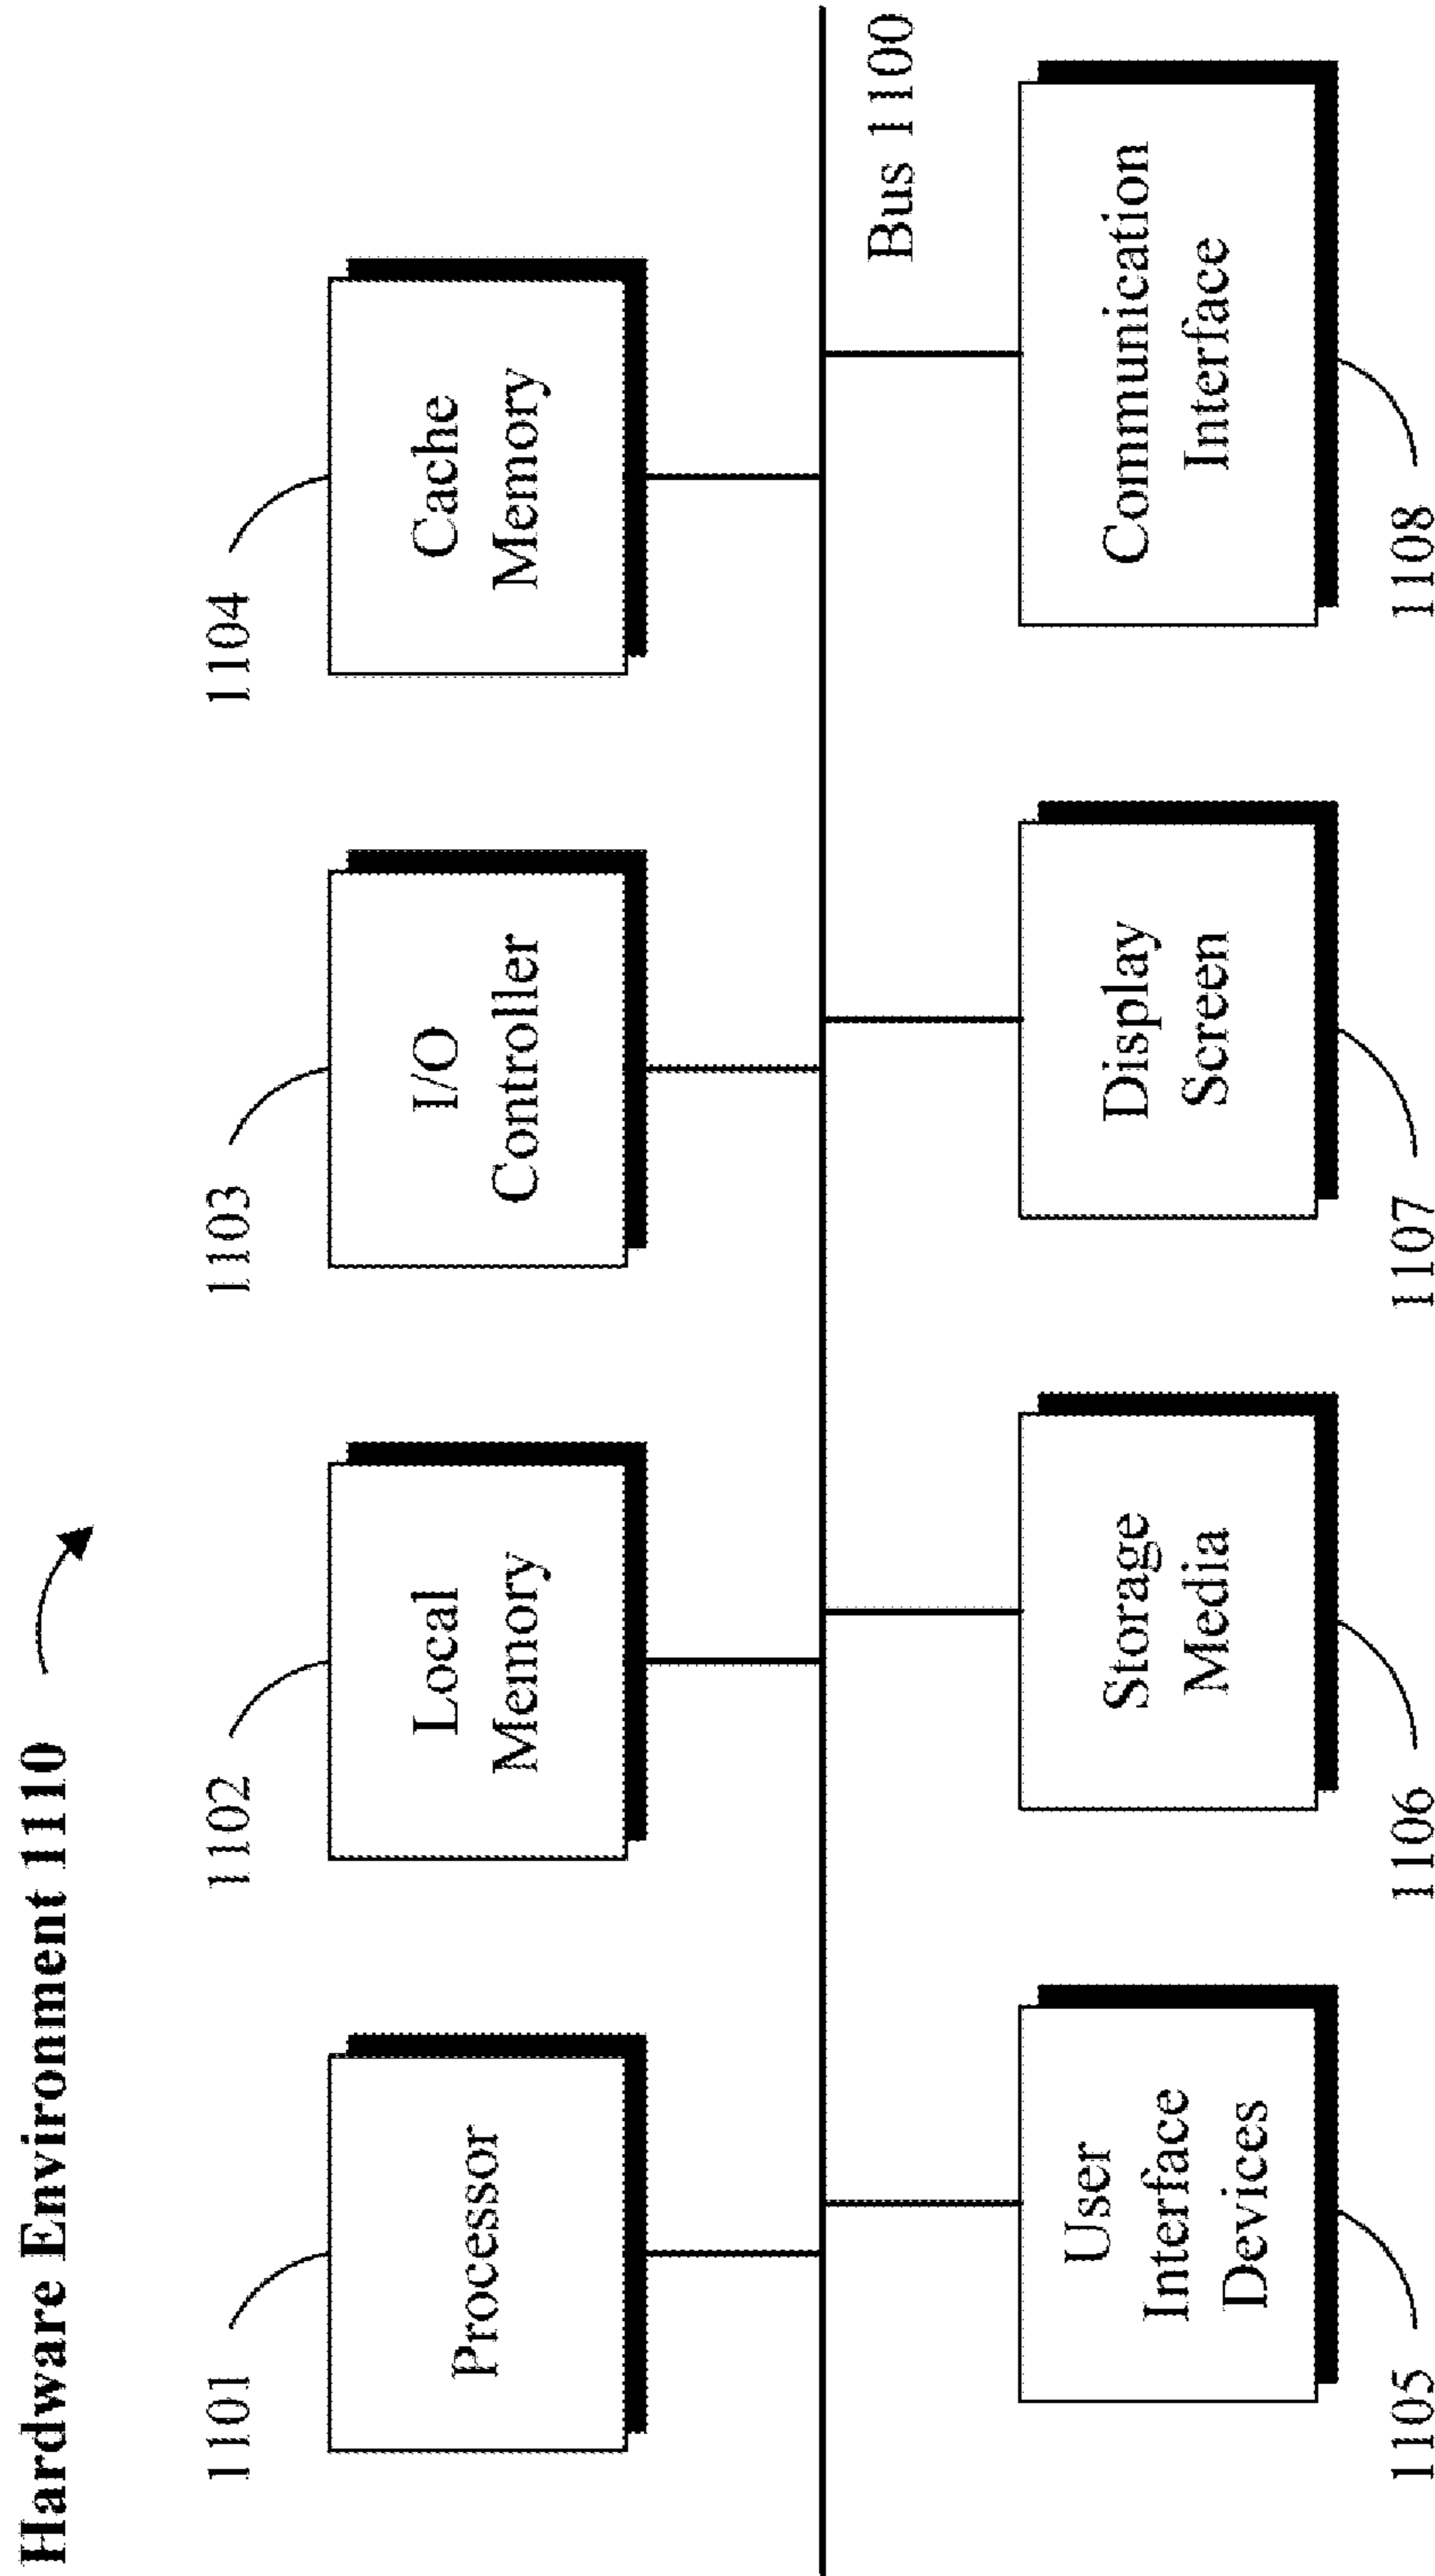 Hardware Environment 1110
1101
1102
1103
1104
Processor
Local
Memory
I/O
Controller
Cache
Memory
Bus 1100
User
Interface
Devices
Storage
Media
Display
Screen
Communication
Interface
1105
1106
1107
1108